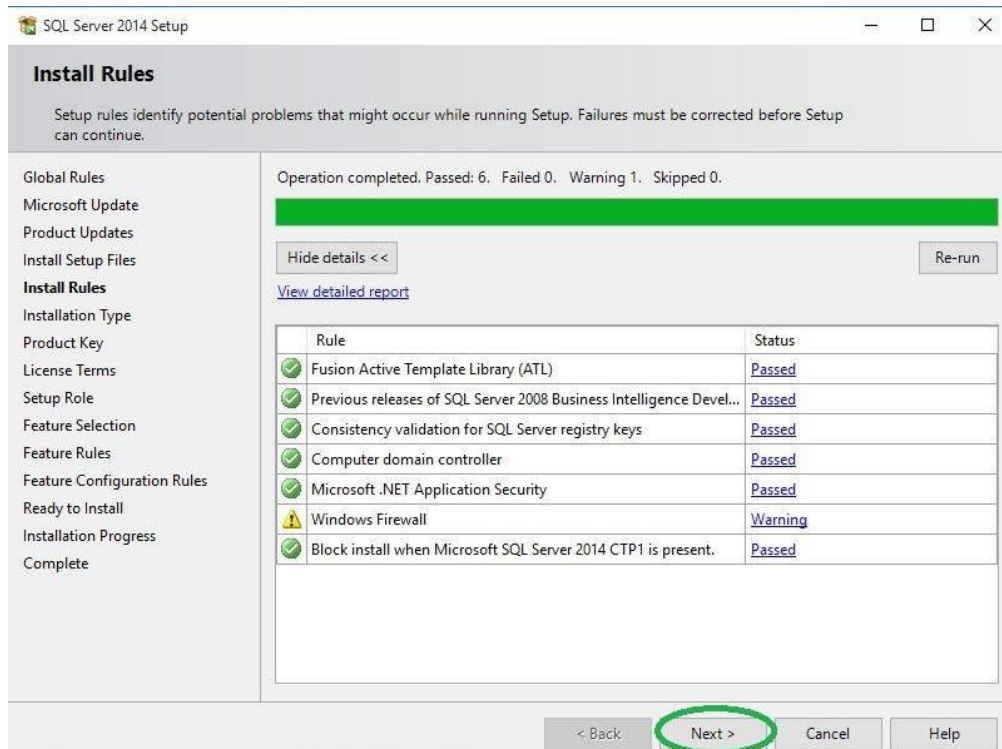 SQL Server 2014 Setup
Install Rules
Setup rules identify potential problems that might occur while running Setup. Failures must be corrected before Setup
can continue.
Global Rules
Microsoft Update
Product Updates
Install Setup Files
Install Rules
Installation Type
Product Key
License Terms
Setup Role
Feature Selection
Feature Rules
Feature Configuration Rules
Ready to Install
Installation Progress
Complete
Operation completed. Passed: 6. Failed 0. Warning 1. Skipped 0.
Hide details <<
Re-run
View detailed report
Rule Status
Fusion Active Template Library (ATL) Passed
Previous releases of SQL Server 2008 Business Intelligence Devel... Passed
Consistency validation for SQL Server registry keys Passed
Computer domain controller Passed
Microsoft .NET Application Security Passed
Windows Firewall Warning
Block install when Microsoft SQL Server 2014 CTP1 is present. Passed
< Back Next > Cancel Help